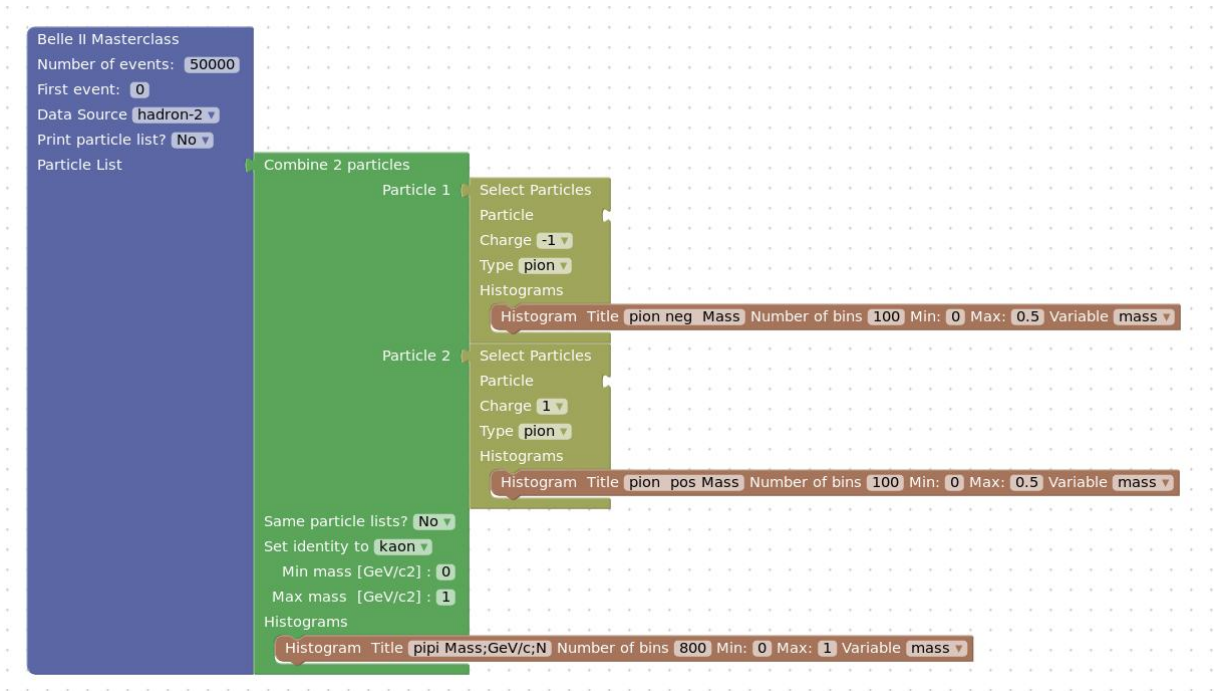 Belle II Masterclass
Number of events: 50000
First event: 0
Data Source hadron-2
Print particle list? No
Particle List Combine 2 particles
Particle 1 Select Particles
Particle
Charge -1
Type pion
Histograms
Histogram Title pion neg Mass Number of bins 100 Min: 0 Max: 0.5 Variable mass
Particle 2 Select Particles
Particle
Charge 1
Type pion
Histograms
Histogram Title pion pos Mass Number of bins 100 Min: 0 Max: 0.5 Variable mass
Same particle lists? No
Set identity to kaon
Min mass [GeV/c2] : 0
Max mass [GeV/c2] : 1
Histograms
Histogram Title pipi Mass;GeV/c;N Number of bins 800 Min: 0 Max: 1 Variable mass